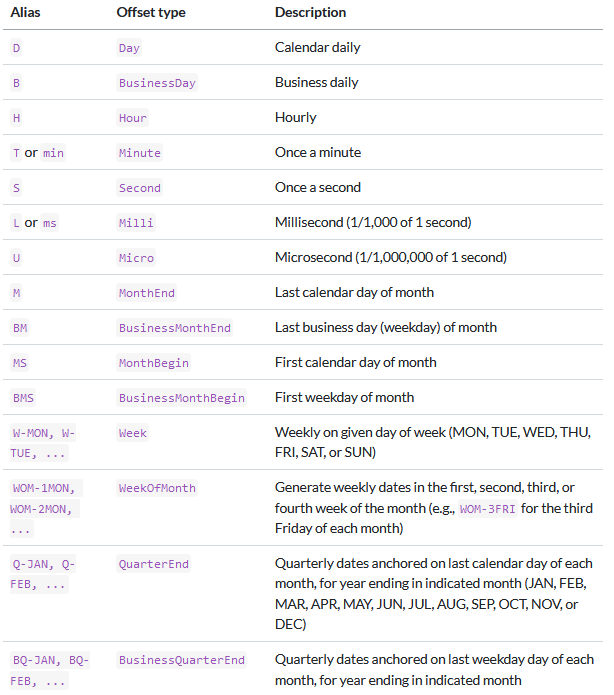 Alias Offset type Description
D Day Calendar daily
B BusinessDay Business daily
H Hour Hourly
T or min Minute Once a minute
S Second Once a second
L or ms Milli Millisecond (1/1,000 of 1 second)
U Micro Microsecond (1/1,000,000 of 1 second)
M MonthEnd Last calendar day of month
BM BusinessMonthEnd Last business day (weekday) of month
MS MonthBegin First calendar day of month
BMS BusinessMonthBegin First weekday of month
W-MON, W- Week Weekly on given day of week (MON, TUE, WED, THU,
TUE, ... FRI, SAT, or SUN)
WOM-1MON, WeekOfMonth Generate weekly dates in the first, second, third, or
WOM-2MON, fourth week of the month (e.g., WOM-3FRI for the third
... Friday of each month)
Q-JAN, Q- QuarterEnd Quarterly dates anchored on last calendar day of each
FEB, ... month, for year ending in indicated month (JAN, FEB,
MAR, APR, MAY, JUN, JUL, AUG, SEP, OCT, NOV, or
DEC)
BQ-JAN, BQ- BusinessQuarterEnd Quarterly dates anchored on last weekday day of each
FEB, ... month, for year ending in indicated month